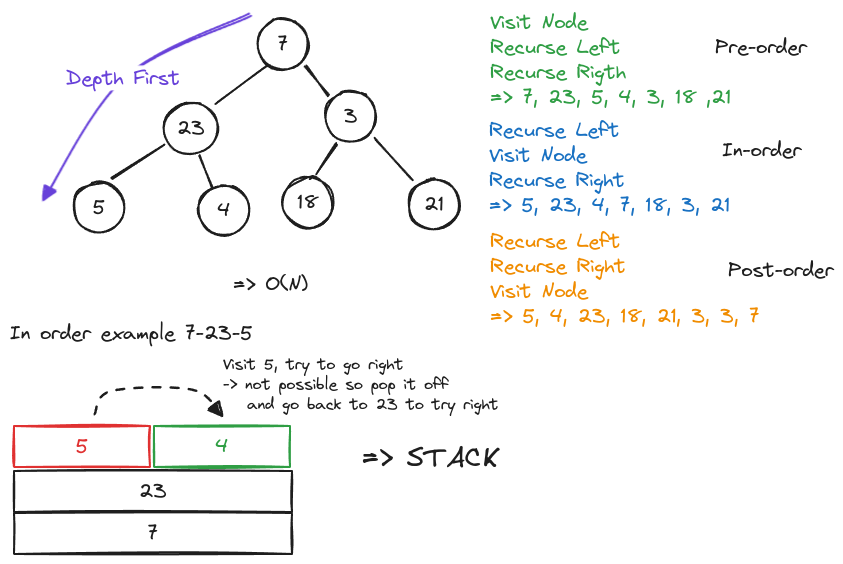 Depth First
7
23
3
5
4
18
21
=> O(N)
Visit Node
Recurse Left
Recurse Rigth
=> 7, 23, 5, 4, 3, 18 ,21
Pre-order
Recurse Left
Visit Node
Recurse Right
=> 5, 23, 4, 7, 18, 3, 21
In-order
Recurse Left
Recurse Right
Visit Node
=> 5, 4, 23, 18, 21, 3, 3, 7
Post-order
In order example 7-23-5
Visit 5, try to go right
-> not possible so pop it off
and go back to 23 to try right
5
4
23
7
=> STACK